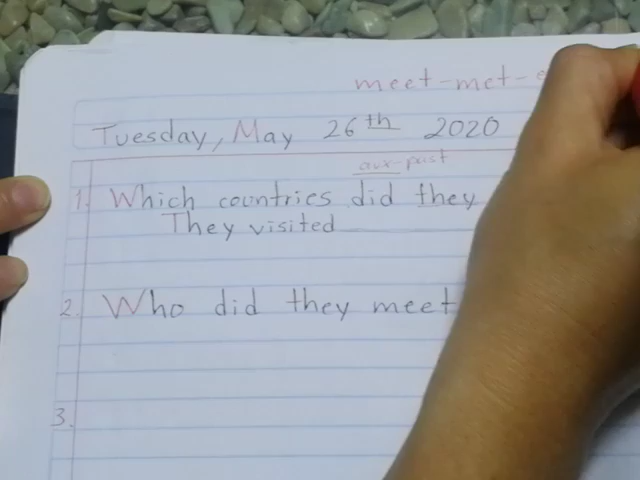 meet-met-
Tuesday, May 26th 2020
aux-past
1. Which countries did they
They visited
2. Who did they meet
3.